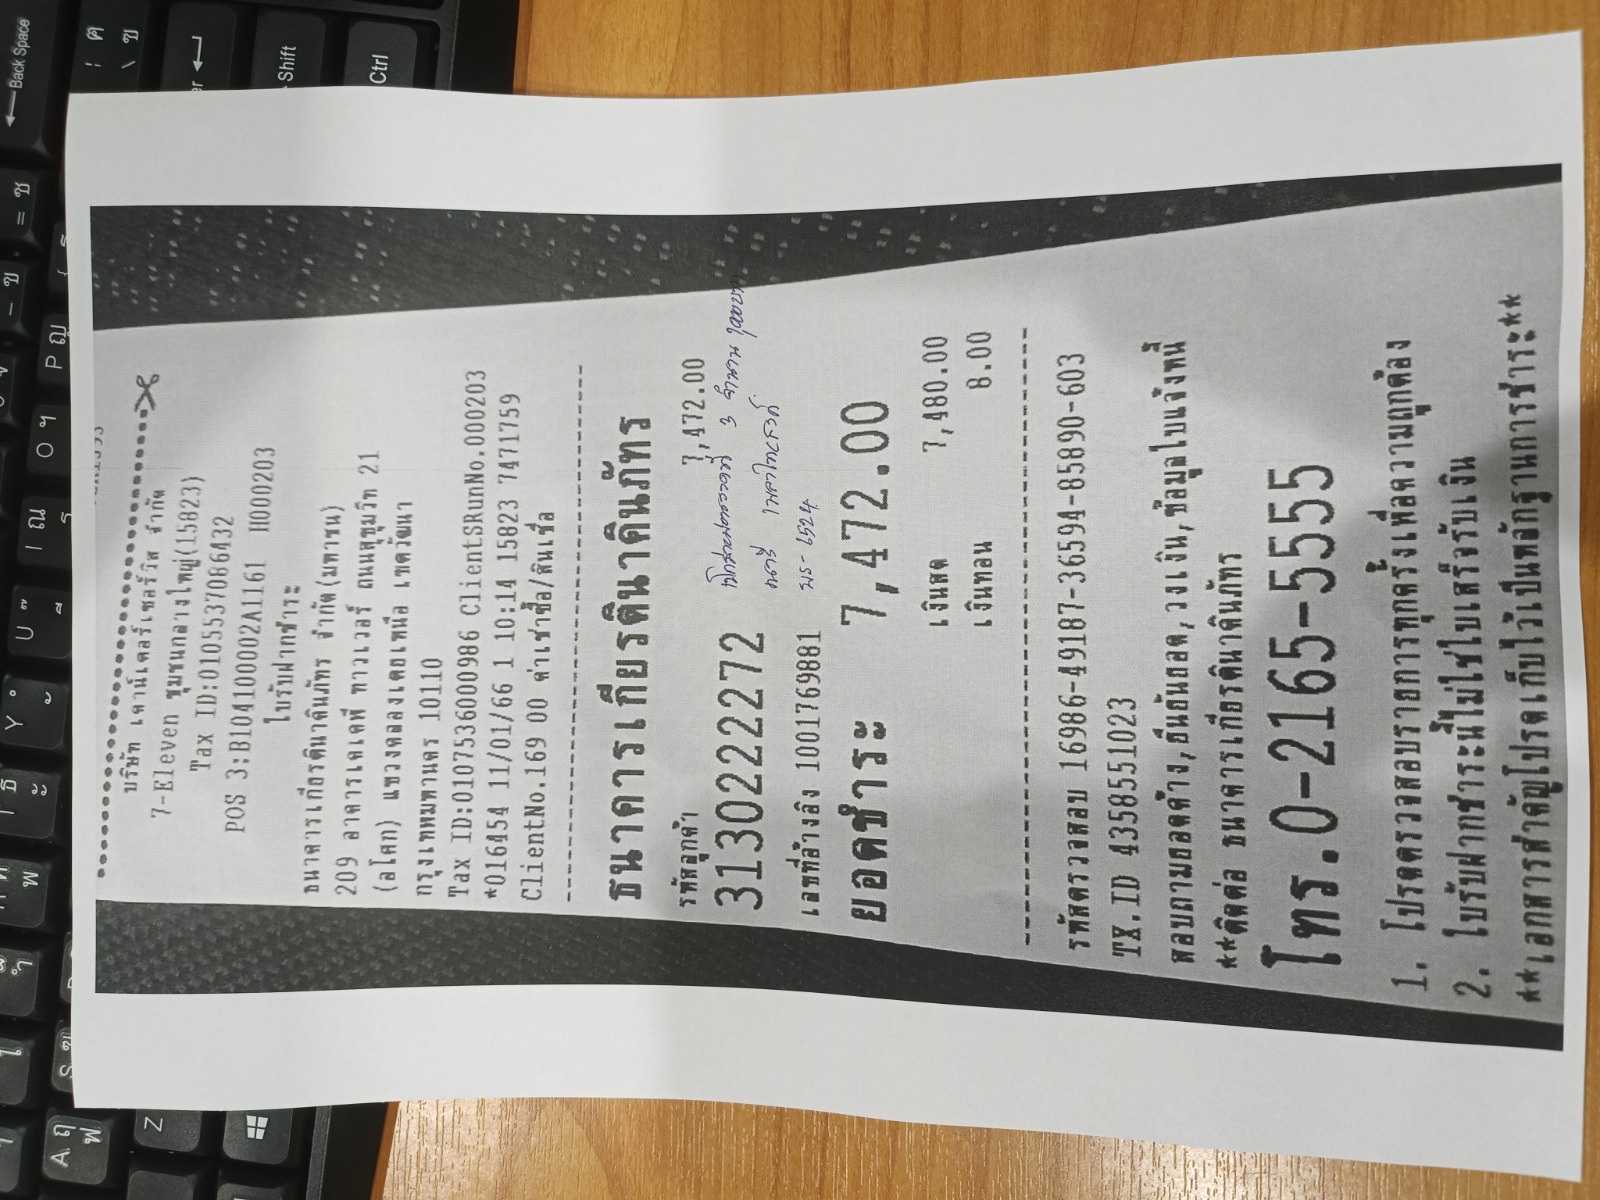 บริษัท เคาน์เตอร์เซอร์วิส จำกัด
7-Eleven ชุมชนกลางใหญ่(15823)
Tax ID:0105537086432
POS 3:B104100002A1161 H000203
ใบรับฝากชำระ
ธนาคารเกียรตินาคินภัทร จำกัด(มหาชน)
209 อาคารเคเคพี ทาวเวอร์ ถนนสุขุมวิท 21
(อโศก) แขวงคลองเตยเหนือ เขตวัฒนา
กรุงเทพมหานคร 10110
Tax ID:0107536000986 ClientSRunNo.000203
*016454 11/01/66 1 10:14 15823 7471759
ClientNo.169 00 ค่าเช่าซื้อ/สินเชื่อ
ธนาคารเกียรตินาคินภัทร
รหัสลูกค้า 7,472.00
31302222272
เลขที่อ้างอิง 1001769881
ยอดชำระ 7,472.00
เงินสด 7,480.00
เงินทอน 8.00
รหัสตรวจสอบ 16986-49187-36594-85890-603
TX.ID 43585551023
สอบถามยอดค้าง,ยืนยันยอด,วงเงิน,ข้อมูลใบแจ้งหนี้
**ติดต่อ ธนาคารเกียรตินาคินภัทร
โทร.0-2165-5555
1. โปรดตรวจสอบรายการทุกครั้งเพื่อความถูกต้อง
2. ใบรับฝากชำระนี้ไม่ใช่ใบเสร็จรับเงิน
**เอกสารสำคัญโปรดเก็บไว้เป็นหลักฐานการชำระ**